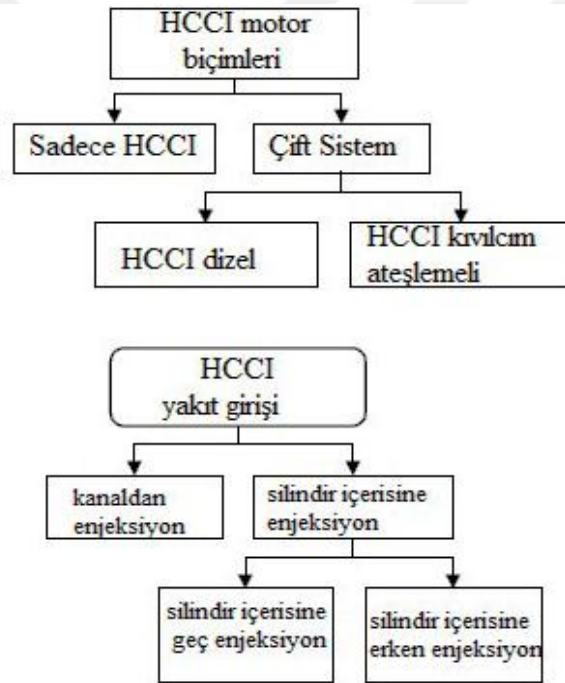 HCCI motor
biçimleri
Sadece HCCI
Çift Sistem
HCCI dizel
HCCI kıvılcım
ateşlemeli
HCCI
yakıt girişi
kanaldan
enjeksiyon
silindir içerisine
enjeksiyon
silindir içerisine
geç enjeksiyon
silindir içerisine
erken enjeksiyon